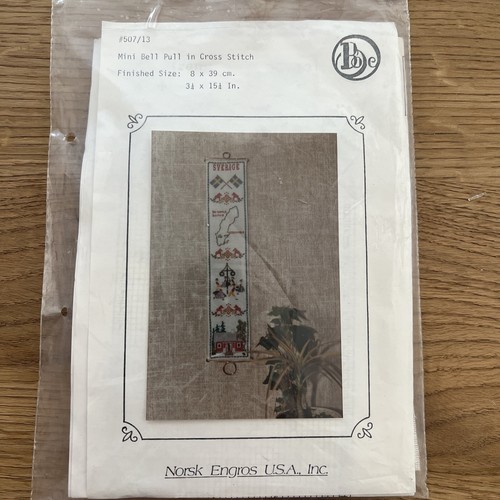 #507/13
Mini Bell Pull in Cross Stitch
Finished Size: 8 x 39 cm.
3¼ x 15¼ In.
SVERIGE
Norsk Engros U.S.A., Inc.